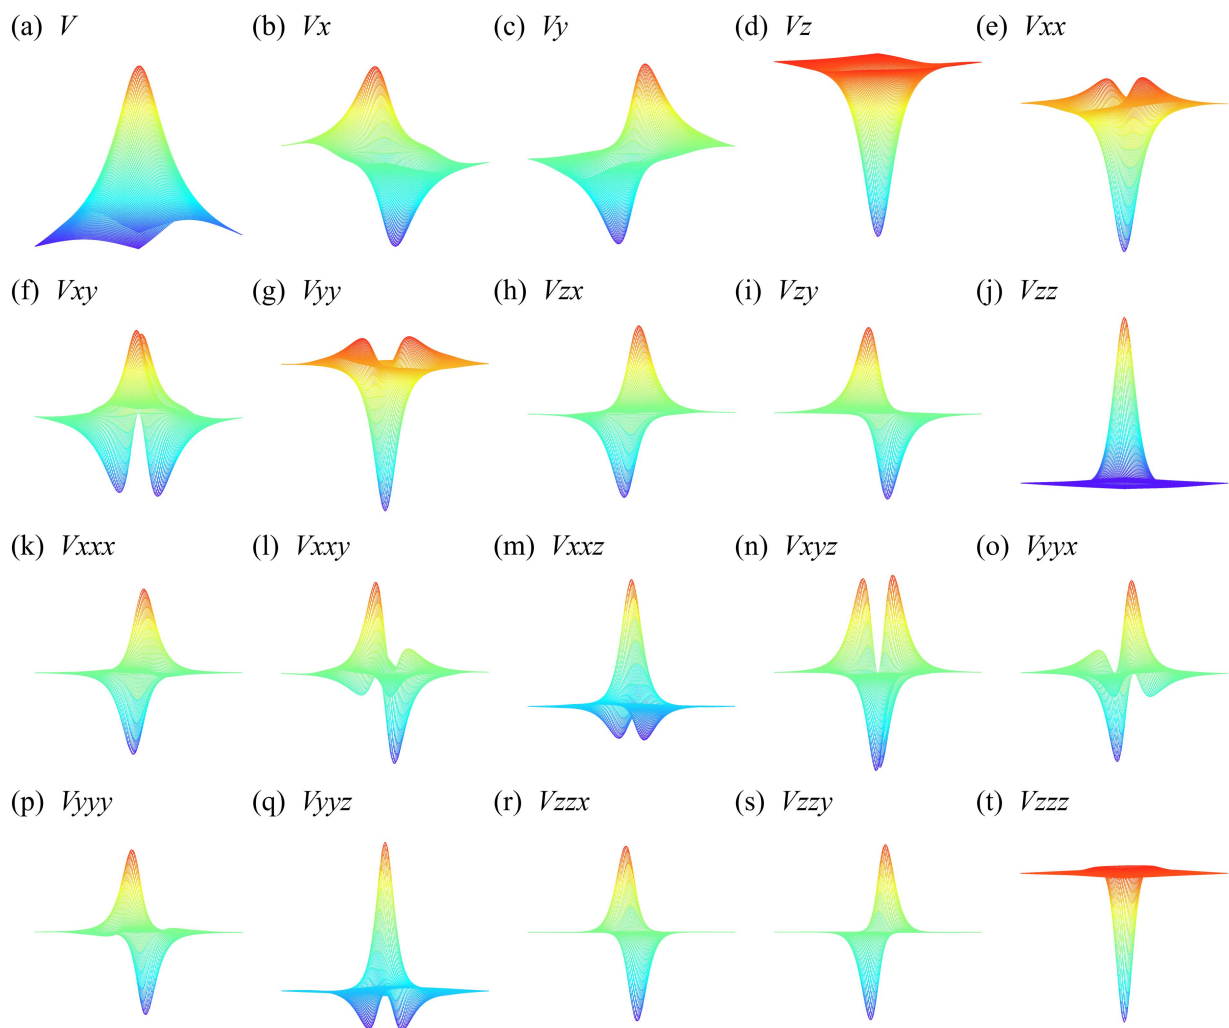 (a) V (b) Vx (c) Vy (d) Vz (e) Vxx
(f) Vxy (g) Vyy (h) Vzx (i) Vzy (j) Vzz
(k) Vxxx (l) Vxxy (m) Vxxz (n) Vxyz (o) Vyyx
(p) Vyyy (q) Vyyz (r) Vzzx (s) Vzzy (t) Vzzz